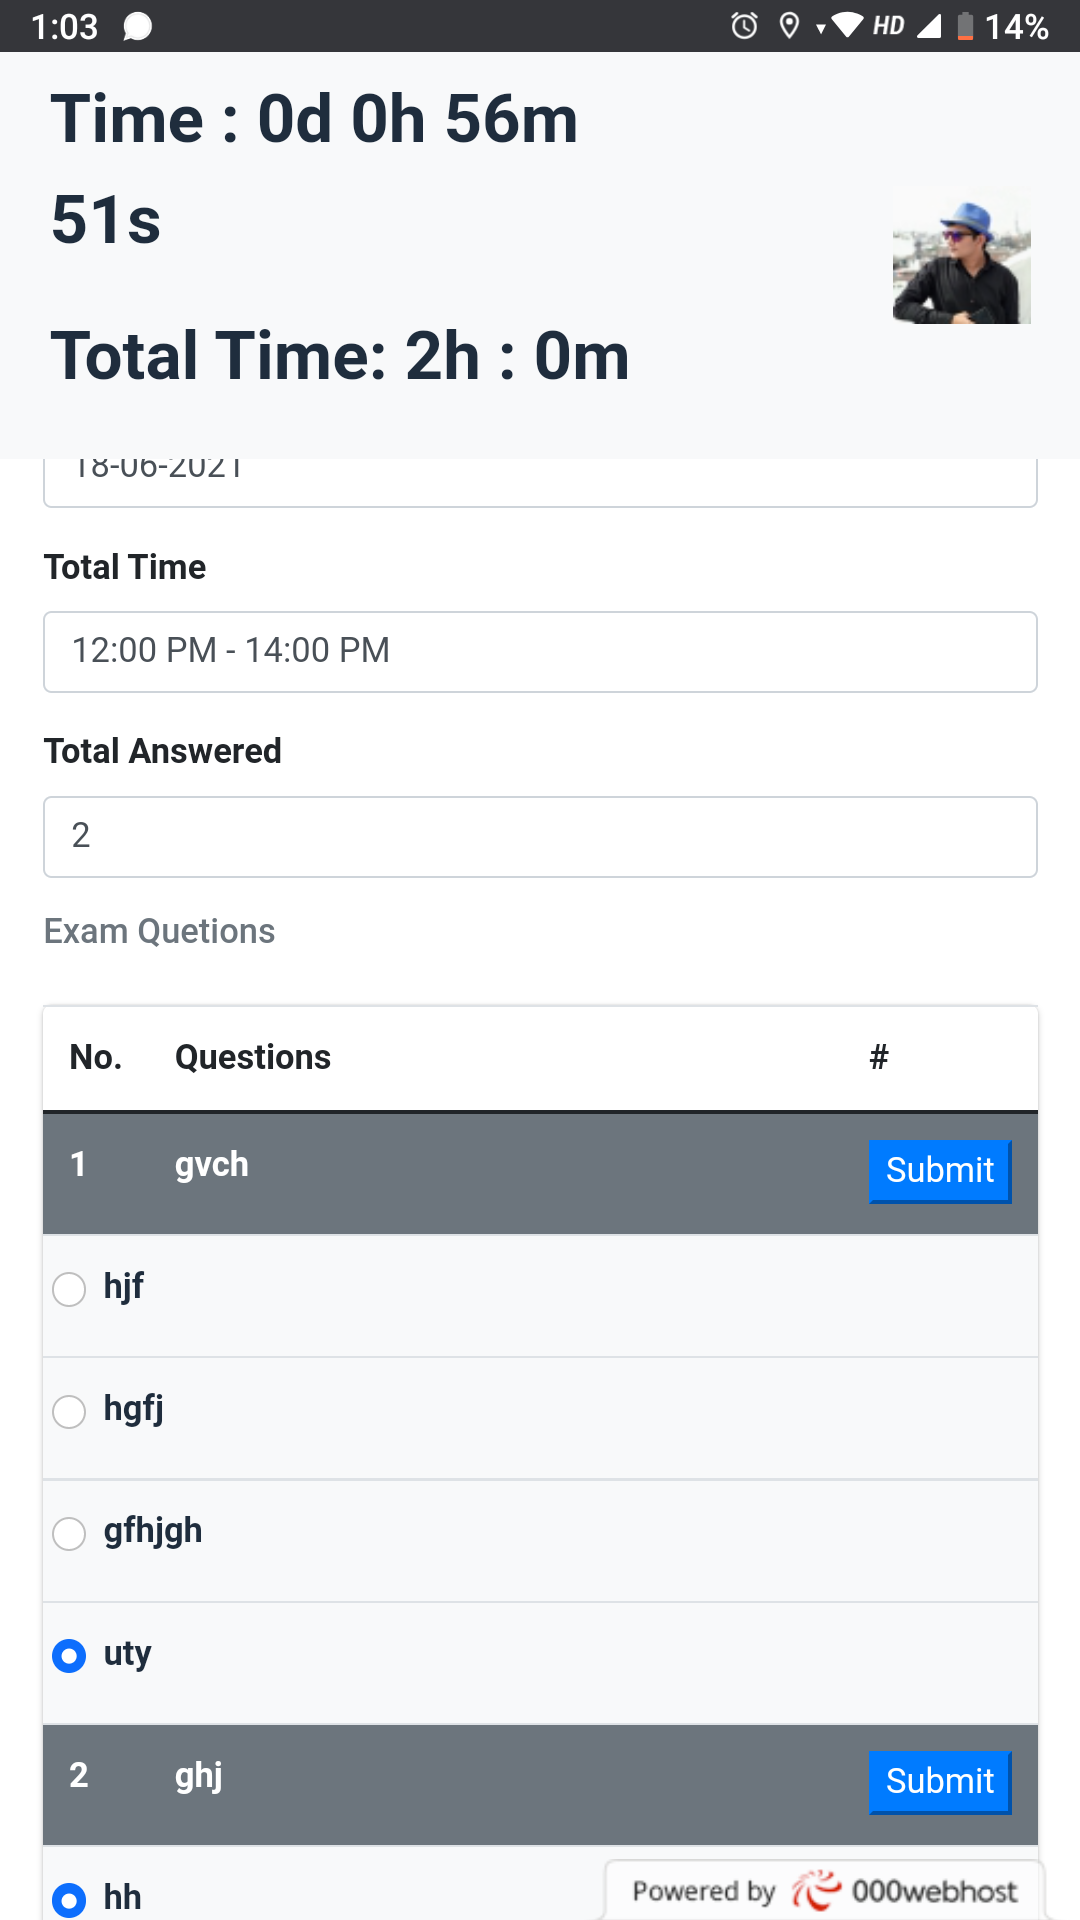 1:03 HD 14%
Time : 0d 0h 56m
51s
Total Time: 2h : 0m
18-06-2021
Total Time
12:00 PM - 14:00 PM
Total Answered
2
Exam Quetions
No. Questions #
1 gvch Submit
hjf
hgfj
gfhjgh
uty
2 ghj Submit
hh
Powered by 000webhost